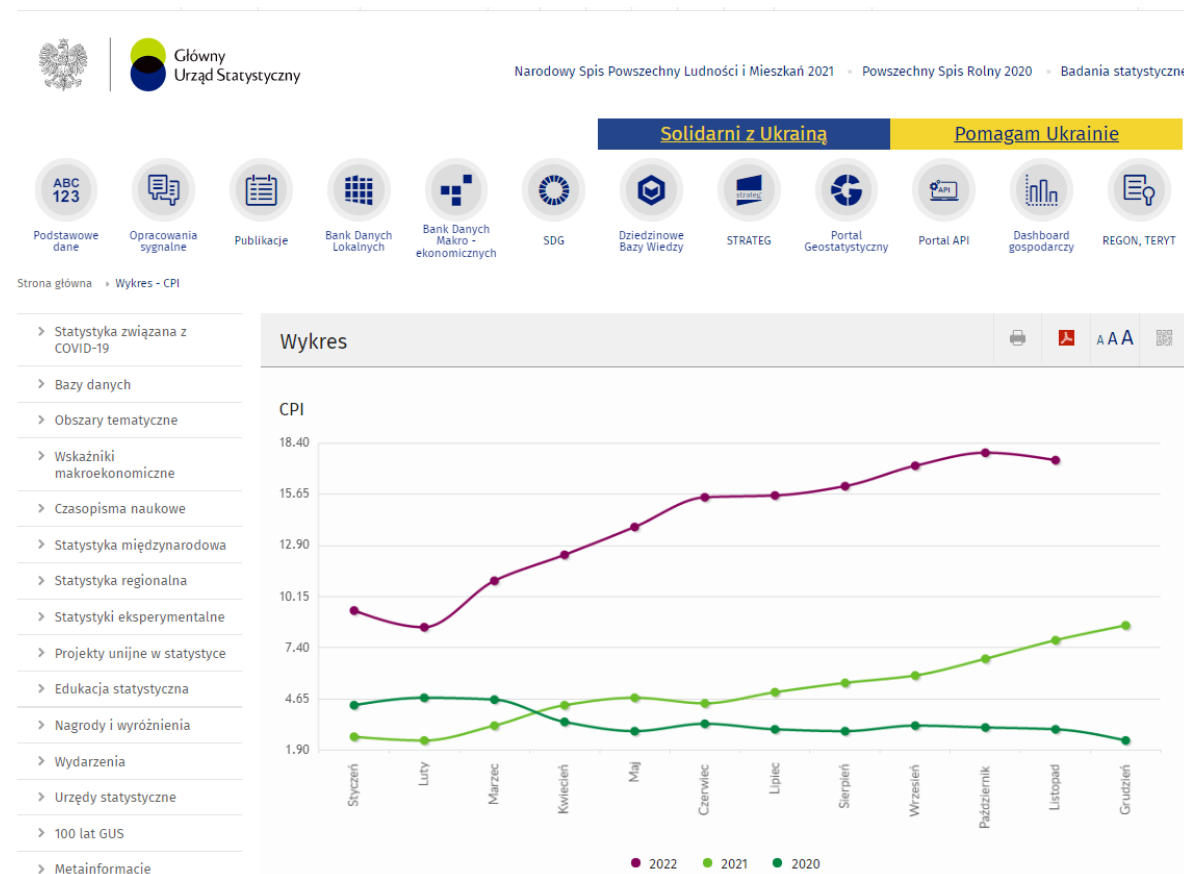 Główny
Urząd Statystyczny
Narodowy Spis Powszechny Ludności i Mieszkań 2021
Powszechny Spis Rolny 2020
Badania statystyczne
Solidarni z Ukrainą
Pomagam Ukrainie
ABC
123
strateg
API
Podstawowe
dane
Opracowania
sygnalne
Publikacje
Bank Danych
Lokalnych
Bank Danych
Makro -
ekonomicznych
SDG
Dziedzinowe
Bazy Wiedzy
STRATEG
Portal
Geostatystyczny
Portal API
Dashboard
gospodarczy
REGON, TERYT
Strona główna
Wykres - CPI
Statystyka związana z
COVID-19
Bazy danych
Obszary tematyczne
Wskaźniki
makroekonomiczne
Czasopisma naukowe
Statystyka międzynarodowa
Statystyka regionalna
Statystyki eksperymentalne
Projekty unijne w statystyce
Edukacja statystyczna
Nagrody i wyróżnienia
Wydarzenia
Urzędy statystyczne
100 lat GUS
Metainformacje
Wykres
A A A
CPI
18.40
15.65
12.90
10.15
7.40
4.65
1.90
Styczeń
Luty
Marzec
Kwiecień
Maj
Czerwiec
Lipiec
Sierpień
Wrzesień
Październik
Listopad
Grudzień
2022
2021
2020